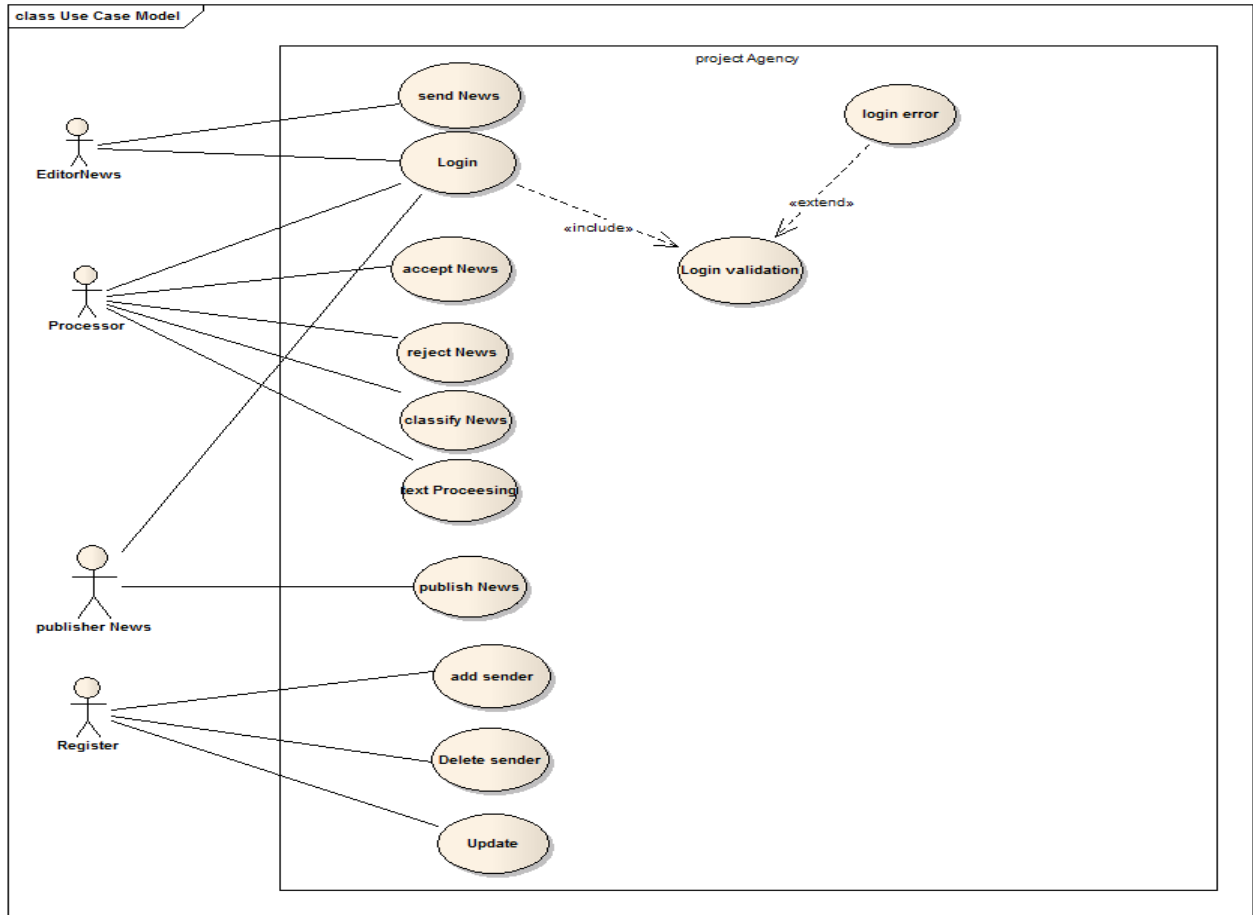 class Use Case Model
project Agency
send News
login error
Login
EditorNews
«extend»
«include»
accept News
Login validation
Processor
reject News
classify News
text Proceesing
publish News
publisher News
add sender
Register
Delete sender
Update